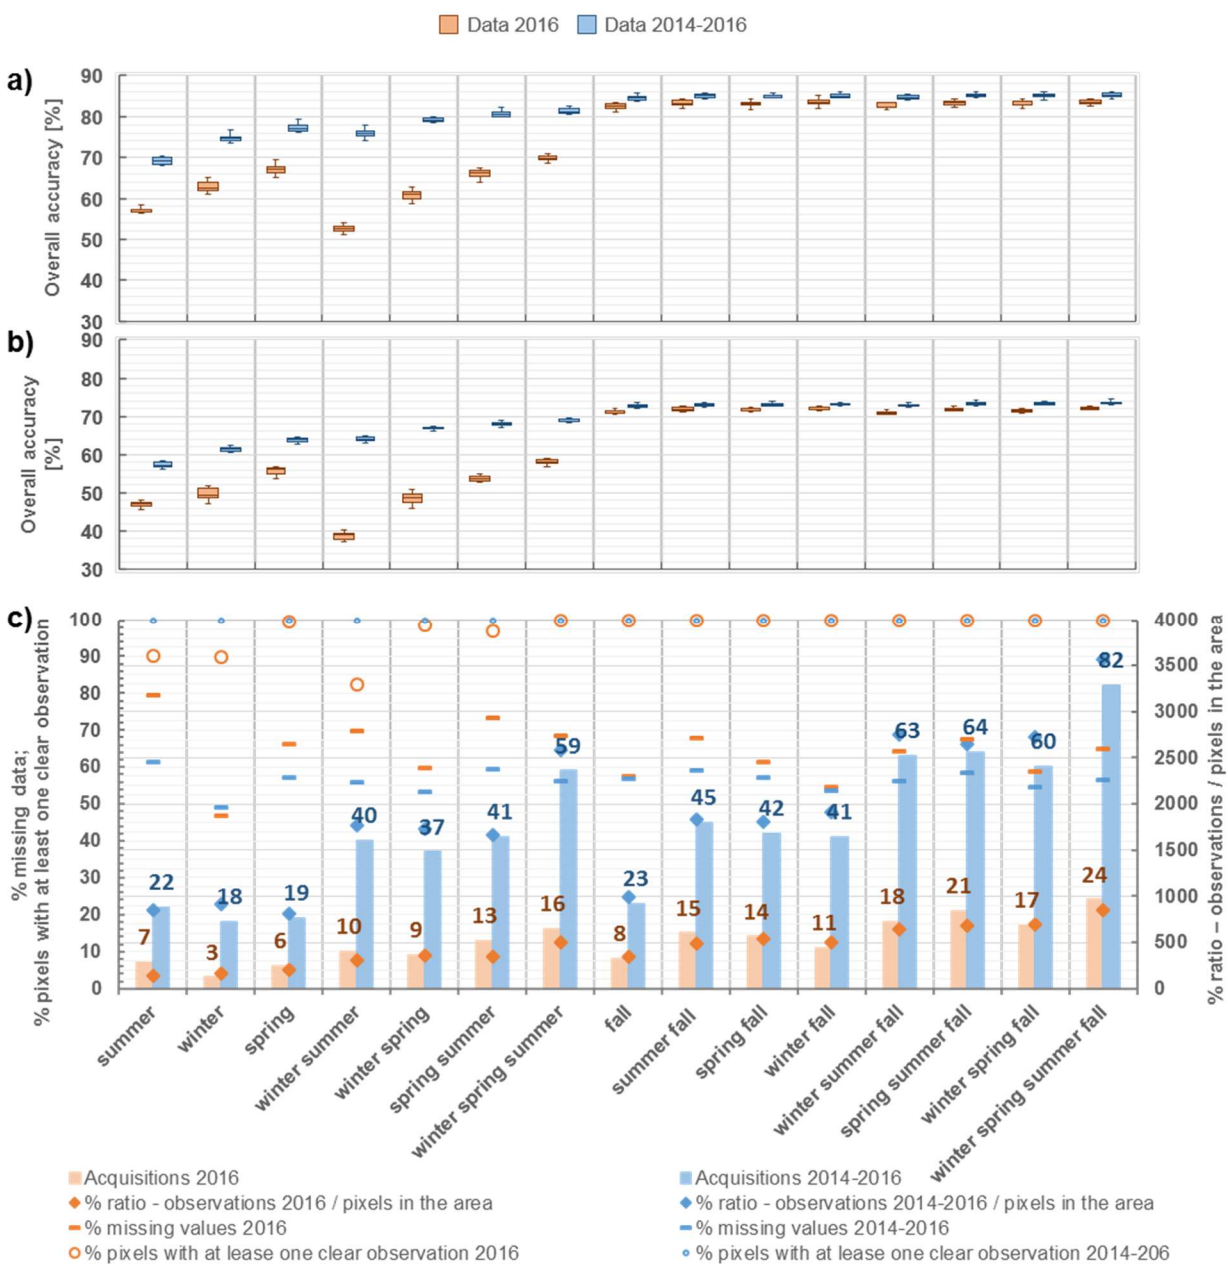 Data 2016 Data 2014-2016
a)
Overall accuracy [%]
90
80
70
60
50
40
30
b)
Overall accuracy
[%]
90
80
70
60
50
40
30
c)
% missing data;
% pixels with at least one clear observation
100
90
80
70
60
50
40
30
20
10
0
4000
3500
3000
2500
2000
1500
1000
500
0
% ratio – observations / pixels in the area
7 22
3 18
6 19
10 40
9 37
13 41
16 59
8 23
15 45
14 42
11 41
18 63
21 64
17 60
24 82
summer
winter
spring
winter summer
winter spring
spring summer
winter spring summer
fall
summer fall
spring fall
winter fall
winter summer fall
spring summer fall
winter spring fall
winter spring summer fall
Acquisitions 2016
% ratio - observations 2016 / pixels in the area
% missing values 2016
% pixels with at lease one clear observation 2016
Acquisitions 2014-2016
% ratio - observations 2014-2016 / pixels in the area
% missing values 2014-2016
% pixels with at lease one clear observation 2014-206